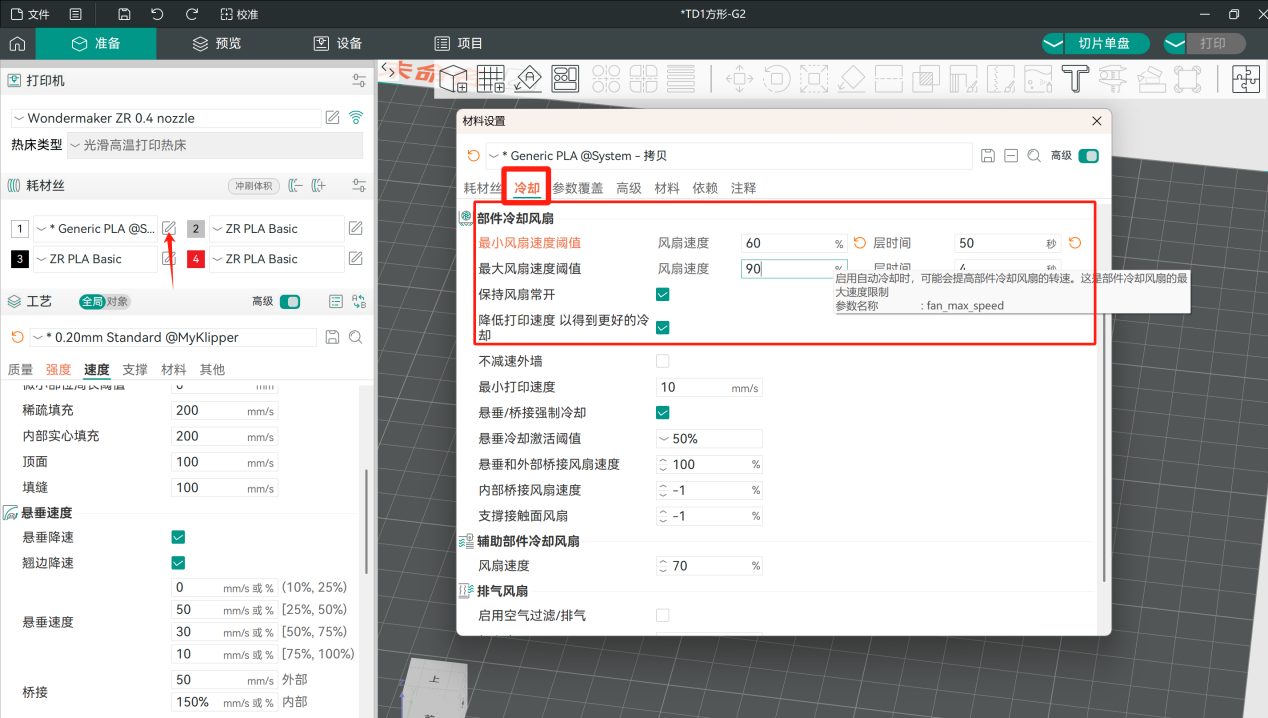 文件
校准
*TD1方形-G2
准备
预览
设备
项目
切片单盘
打印
打印机
Wondermaker ZR 0.4 nozzle
热床类型
光滑高温打印热床
耗材丝
冲刷体积
1
* Generic PLA @S...
2
ZR PLA Basic
3
ZR PLA Basic
4
ZR PLA Basic
工艺
全局
对象
高级
* 0.20mm Standard @MyKlipper
质量
强度
速度
支撑
材料
其他
微小部位周长阈值
0
mm
稀疏填充
200
mm/s
内部实心填充
200
mm/s
顶面
100
mm/s
填缝
100
mm/s
悬垂速度
悬垂降速
翘边降速
悬垂速度
0 mm/s 或 % (10%, 25%)
50 mm/s 或 % [25%, 50%)
30 mm/s 或 % [50%, 75%)
10 mm/s 或 % [75%, 100%)
桥接
50 mm/s 外部
150% mm/s 或 % 内部
材料设置
* Generic PLA @System - 拷贝
高级
耗材丝
冷却
参数覆盖
高级
材料
依赖
注释
部件冷却风扇
最小风扇速度阈值 风扇速度 60 % 层时间 50 秒
最大风扇速度阈值 风扇速度 90 % 层时间 4 秒
启用自动冷却时，可能会提高部件冷却风扇的转速。这是部件冷却风扇的最
大速度限制
参数名称 : fan_max_speed
保持风扇常开
降低打印速度 以得到更好的冷
却
不减速外墙
最小打印速度 10 mm/s
悬垂/桥接强制冷却
悬垂冷却激活阈值 50%
悬垂和外部桥接风扇速度 100 %
内部桥接风扇速度 -1 %
支撑接触面风扇 -1 %
辅助部件冷却风扇
风扇速度 70 %
排气风扇
启用空气过滤/排气
上